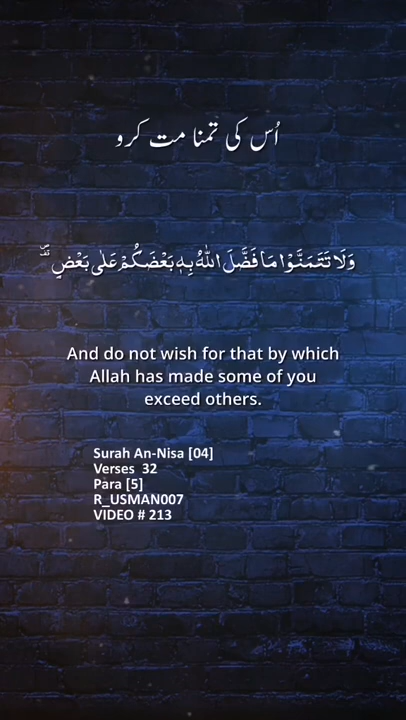 اُس کی تمنا مت کرو
وَلَا تَتَمَنَّوْا مَا فَضَّلَ اللّٰهُ بِهٖ بَعْضَكُمْ عَلٰى بَعْضٍ ؕ
And do not wish for that by which
Allah has made some of you
exceed others.
Surah An-Nisa [04]
Verses 32
Para [5]
R_USMAN007
VIDEO # 213